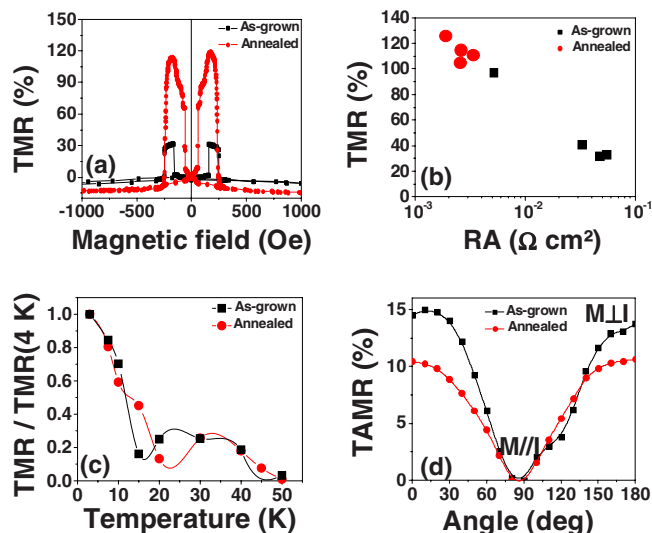 150
120
90
60
30
0
TMR (%)
As-grown
Annealed
(a)
-1000 -500 0 500 1000
Magnetic field (Oe)
140
120
100
80
60
40
20
0
TMR (%)
As-grown
Annealed
(b)
10-3 10-2 10-1
RA (Ω cm²)
1.0
0.8
0.6
0.4
0.2
0.0
TMR / TMR(4 K)
As-grown
Annealed
(c)
0 10 20 30 40 50
Temperature (K)
15
10
5
0
TAMR (%)
As-grown
Annealed
M⊥I
M//I
(d)
0 30 60 90 120 150 180
Angle (deg)